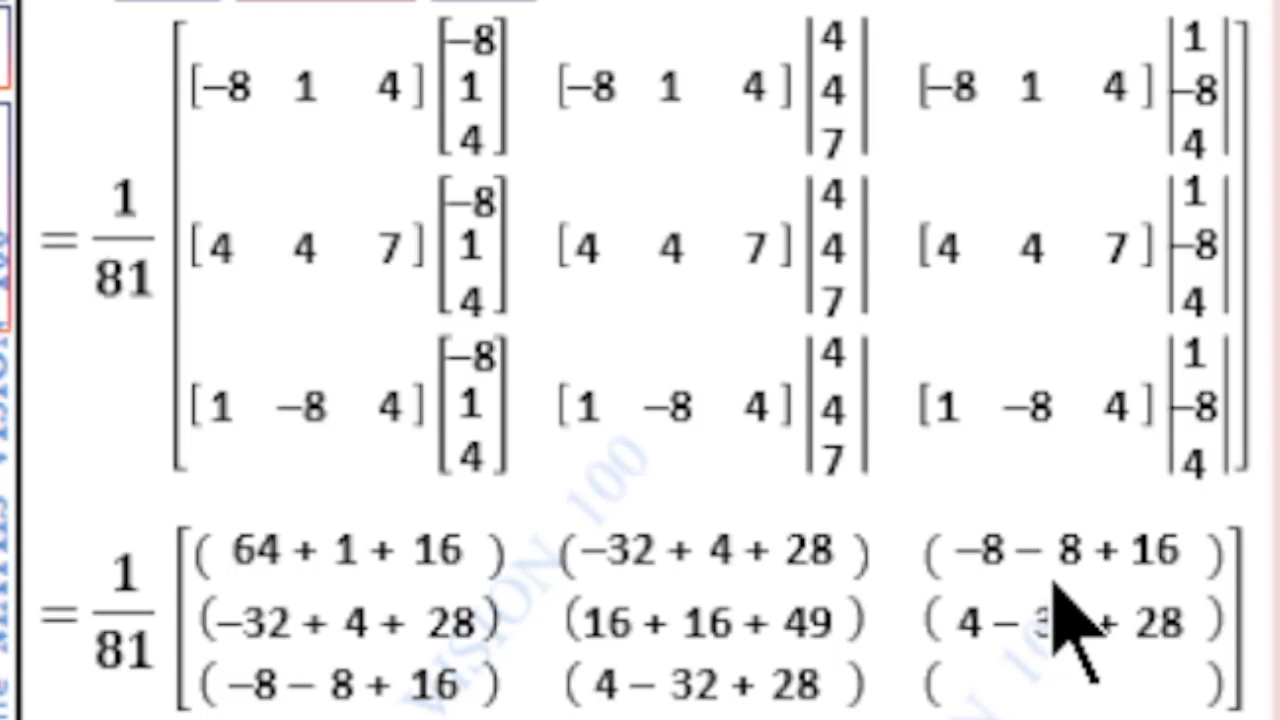 [-8 1 4] [-8 1 4] [-8 1 4] |4 4 7| [-8 1 4] |1 -8 4|
= 1/81 [4 4 7] [-8 1 4] [4 4 7] |4 4 7| [4 4 7] |1 -8 4|
[1 -8 4] [-8 1 4] [1 -8 4] |4 4 7| [1 -8 4] |1 -8 4|
( 64 + 1 + 16 ) (-32 + 4 + 28 ) ( -8 - 8 + 16 )
= 1/81 (-32 + 4 + 28) (16 + 16 + 49 ) ( 4 - + 28 )
( -8 - 8 + 16 ) ( 4 - 32 + 28 ) ( )
VISION 100